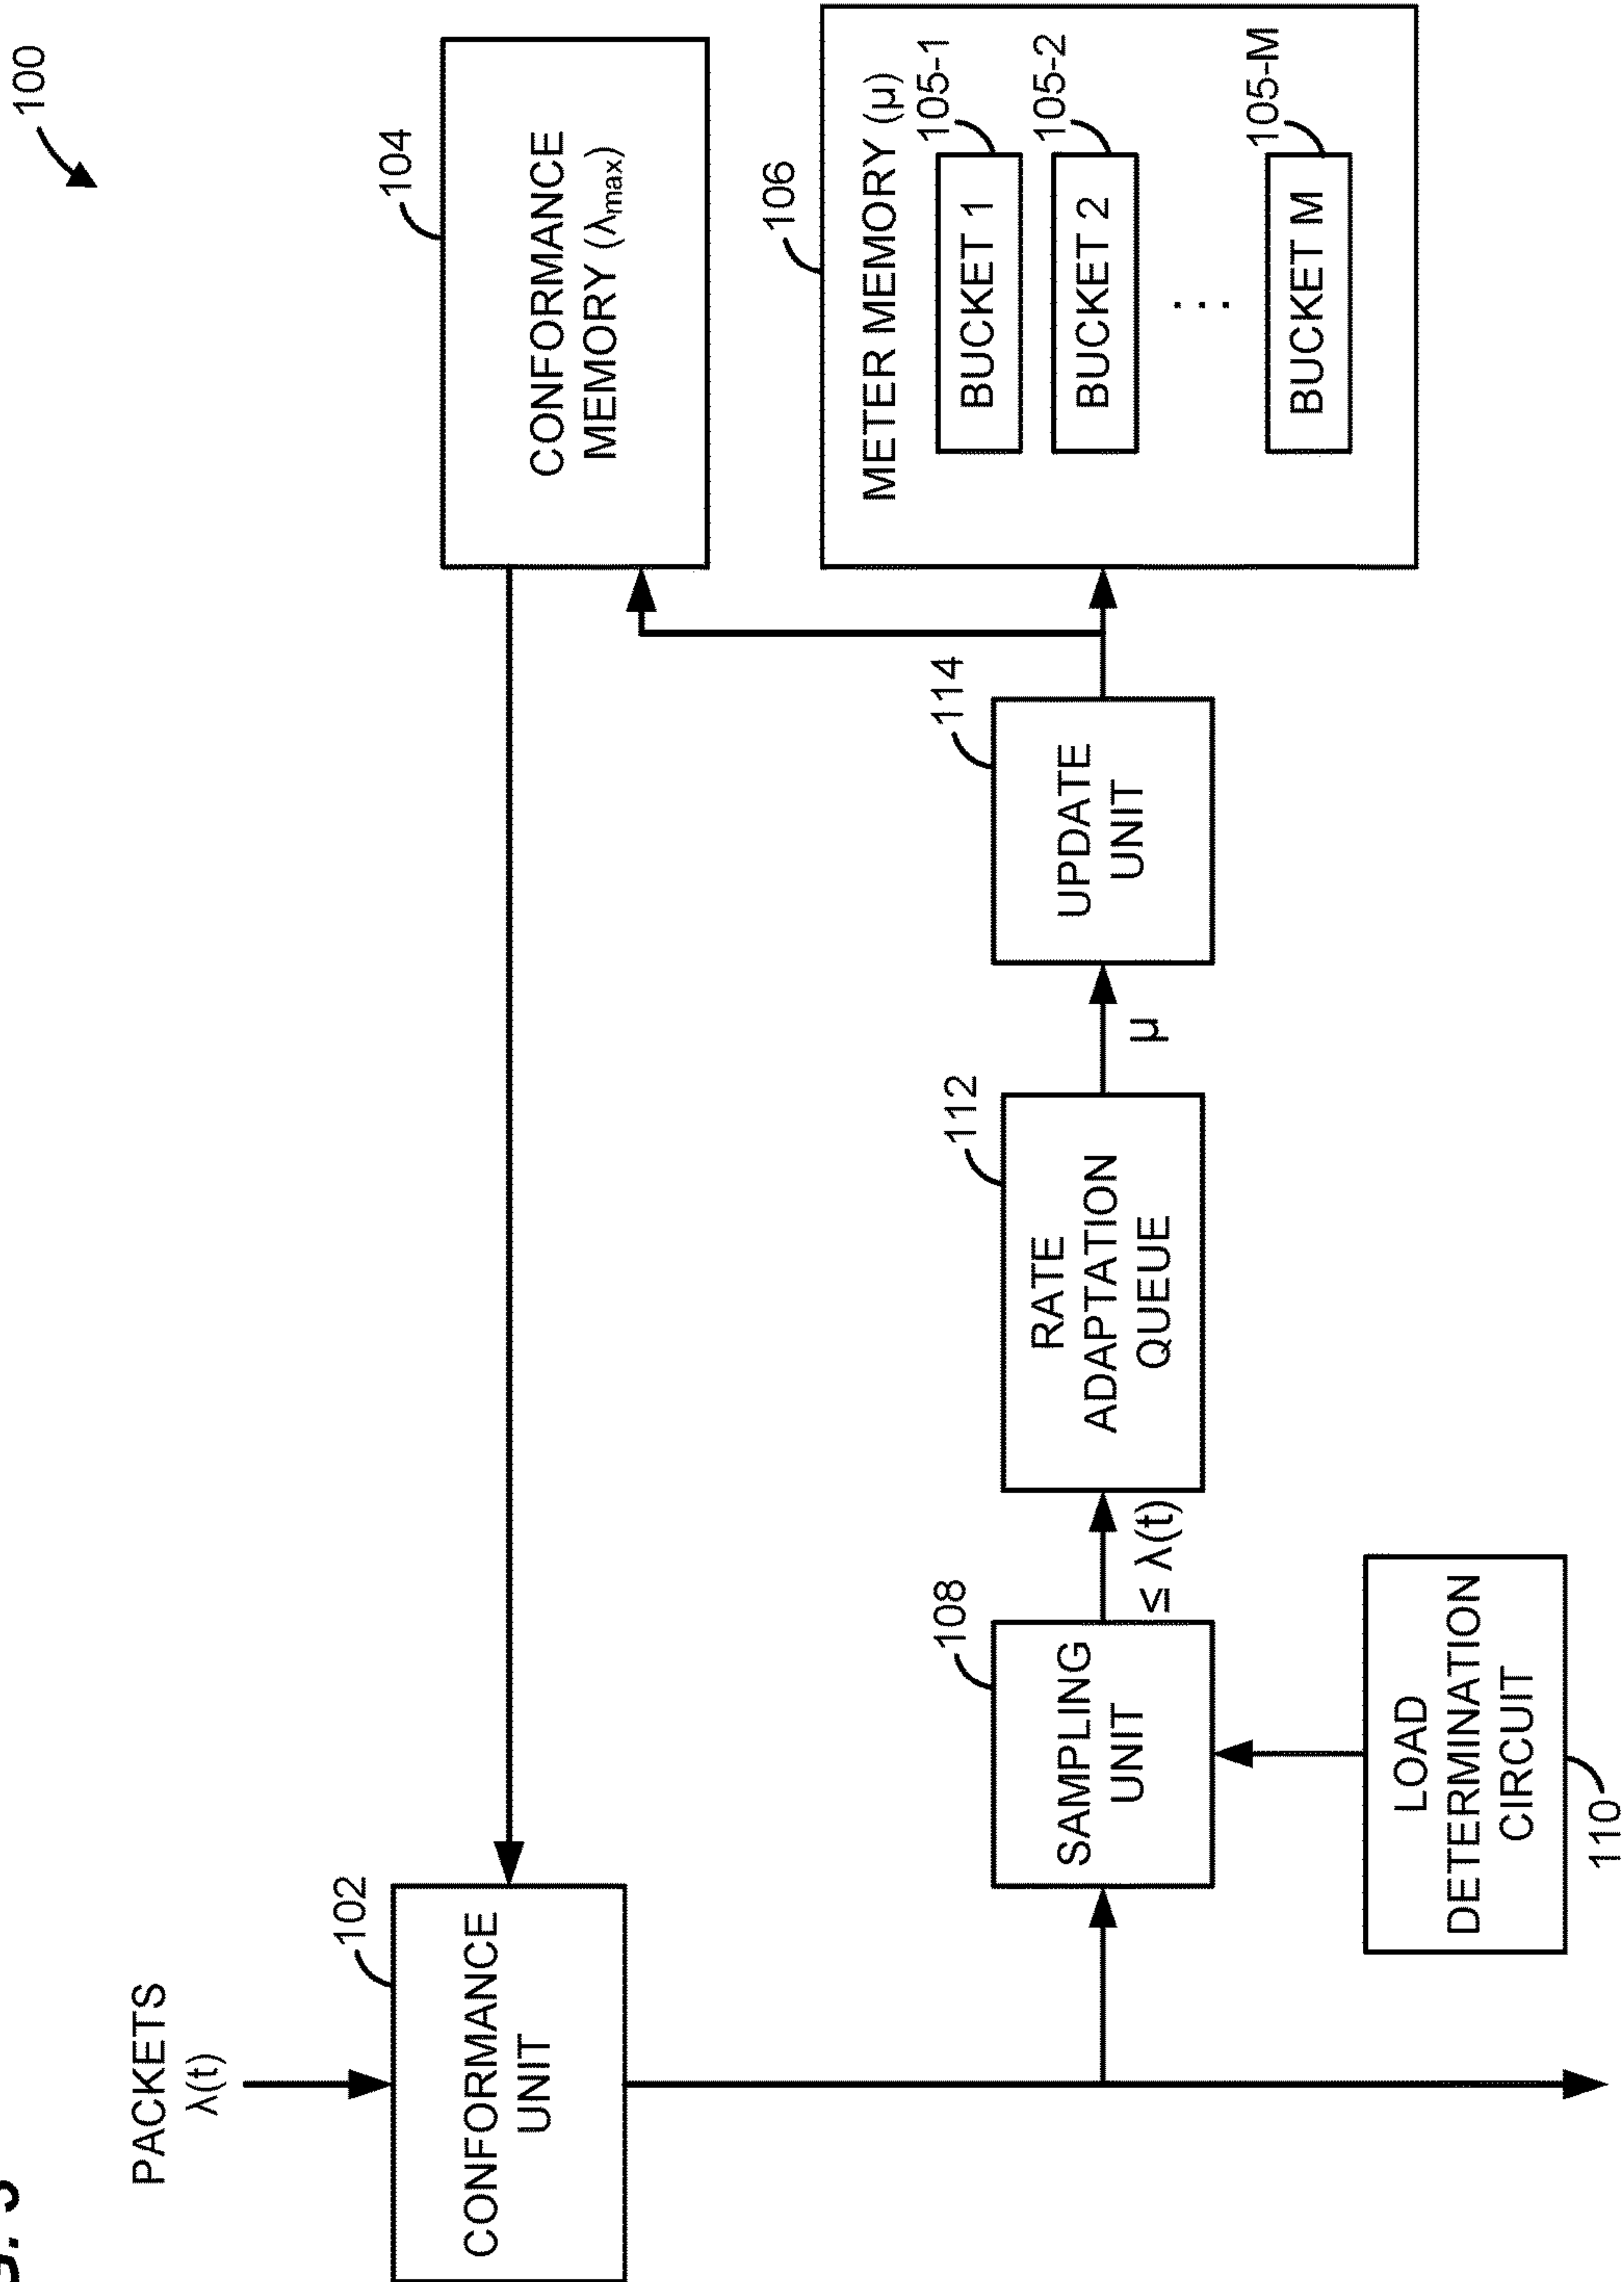 100
PACKETS
λ(t)
102
CONFORMANCE
UNIT
104
CONFORMANCE
MEMORY (λmax)
106
METER MEMORY (μ)
105-1
BUCKET 1
105-2
BUCKET 2
...
105-M
BUCKET M
108
SAMPLING
UNIT
≤ λ(t)
112
RATE
ADAPTATION
QUEUE
μ
114
UPDATE
UNIT
LOAD
DETERMINATION
CIRCUIT
110